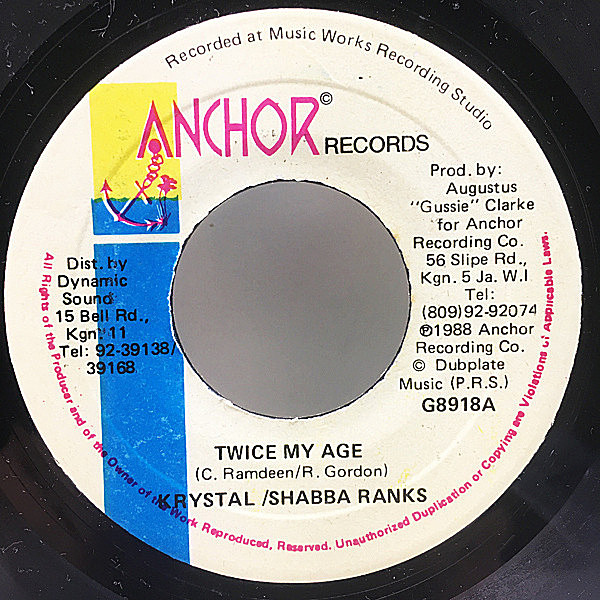 Recorded at Music Works Recording Studio
ANCHOR©
RECORDS
Prod. by:
Augustus
"Gussie" Clarke
for Anchor
Recording Co.
56 Slipe Rd.,
Kgn. 5 Ja. W.I
Tel:
(809)92-92074
℗1988 Anchor
Recording Co.
© Dubplate
Music (P.R.S.)
G8918A
Dist. by
Dynamic
Sound
15 Bell Rd.,
Kgn. 11
Tel: 92-39138/
39168
TWICE MY AGE
(C. Ramdeen/R. Gordon)
KRYSTAL /SHABBA RANKS
All Rights of the Producer and of the Owner of the Work Reproduced, Reserved. Unauthorized Duplication or Copying are Violations of Applicable Laws.